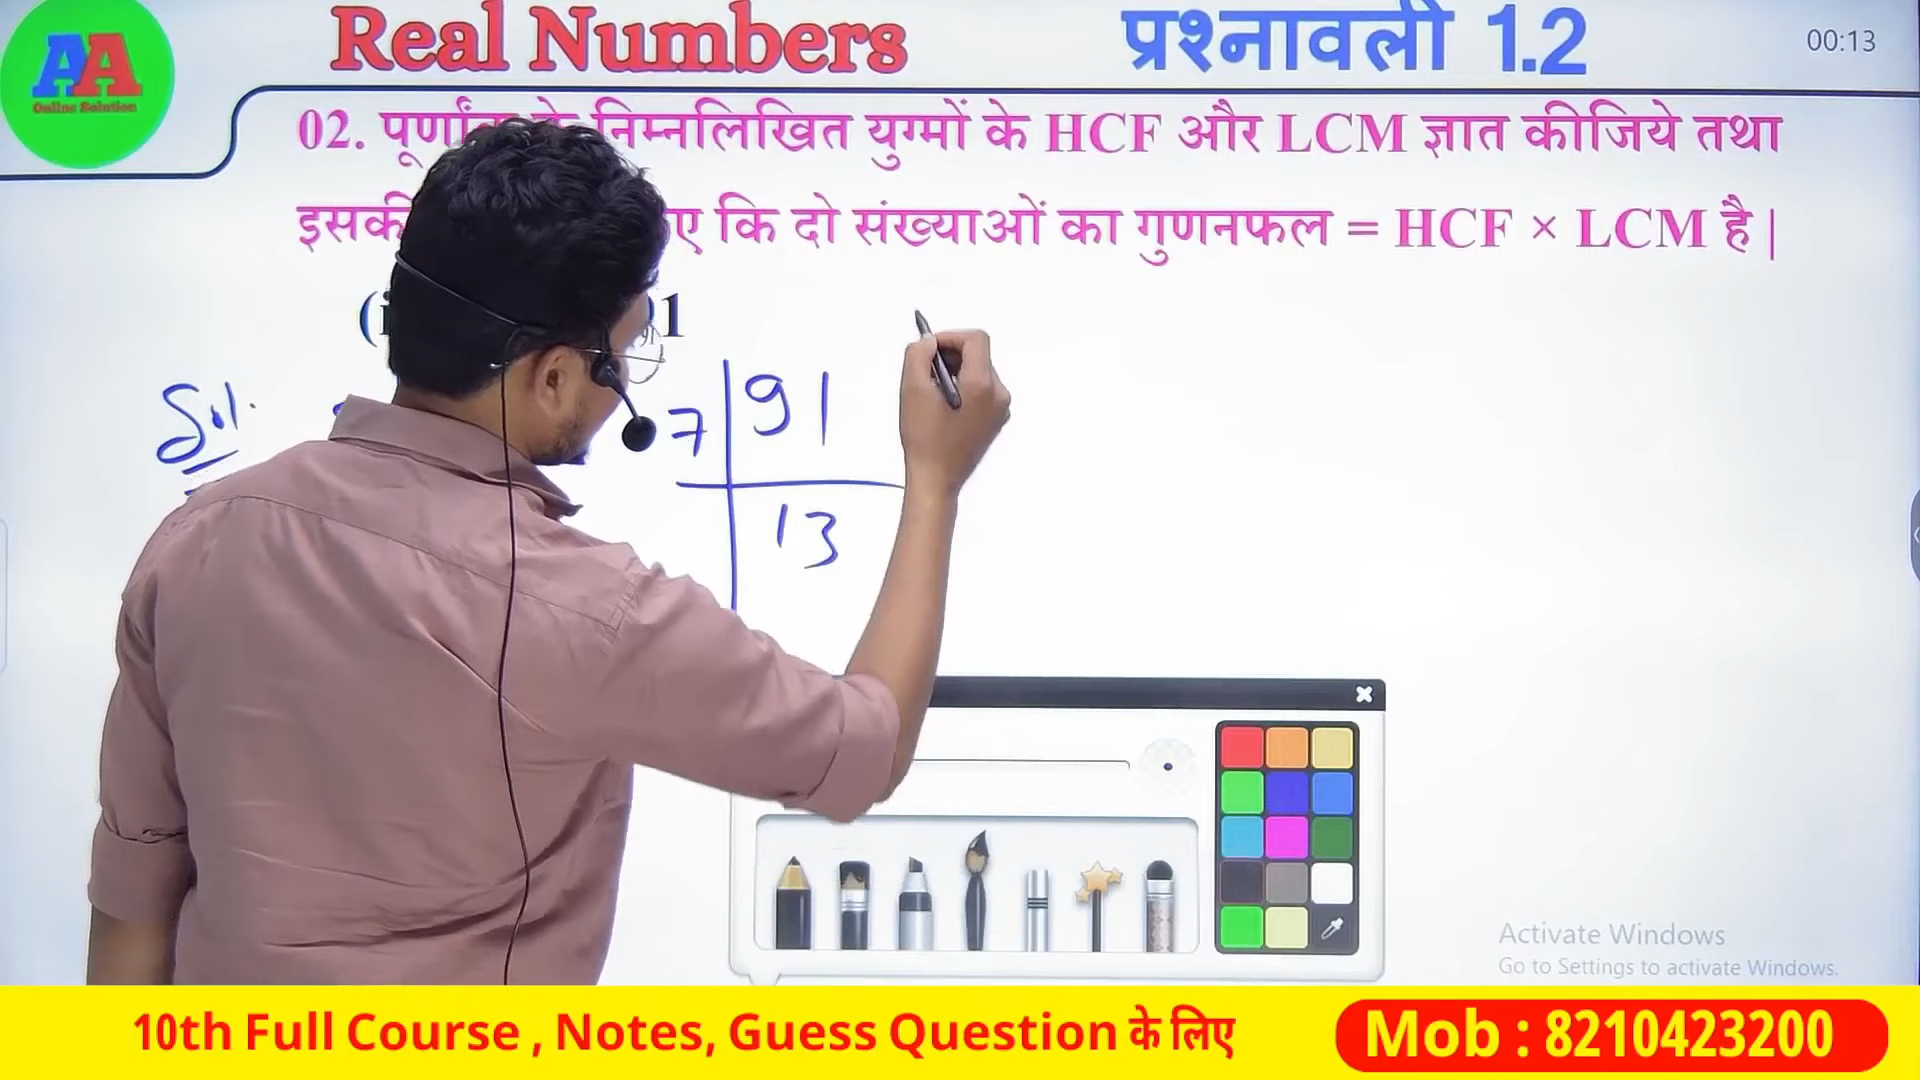 AA
Online Solution
Real Numbers
प्रश्नावली 1.2
00:13
02. निम्नलिखित युग्मों के HCF और LCM ज्ञात कीजिये तथा
कि दो संख्याओं का गुणनफल = HCF × LCM है |
Sol.
7 91
13
Activate Windows
Go to Settings to activate Windows.
10th Full Course , Notes, Guess Question के लिए
Mob : 8210423200